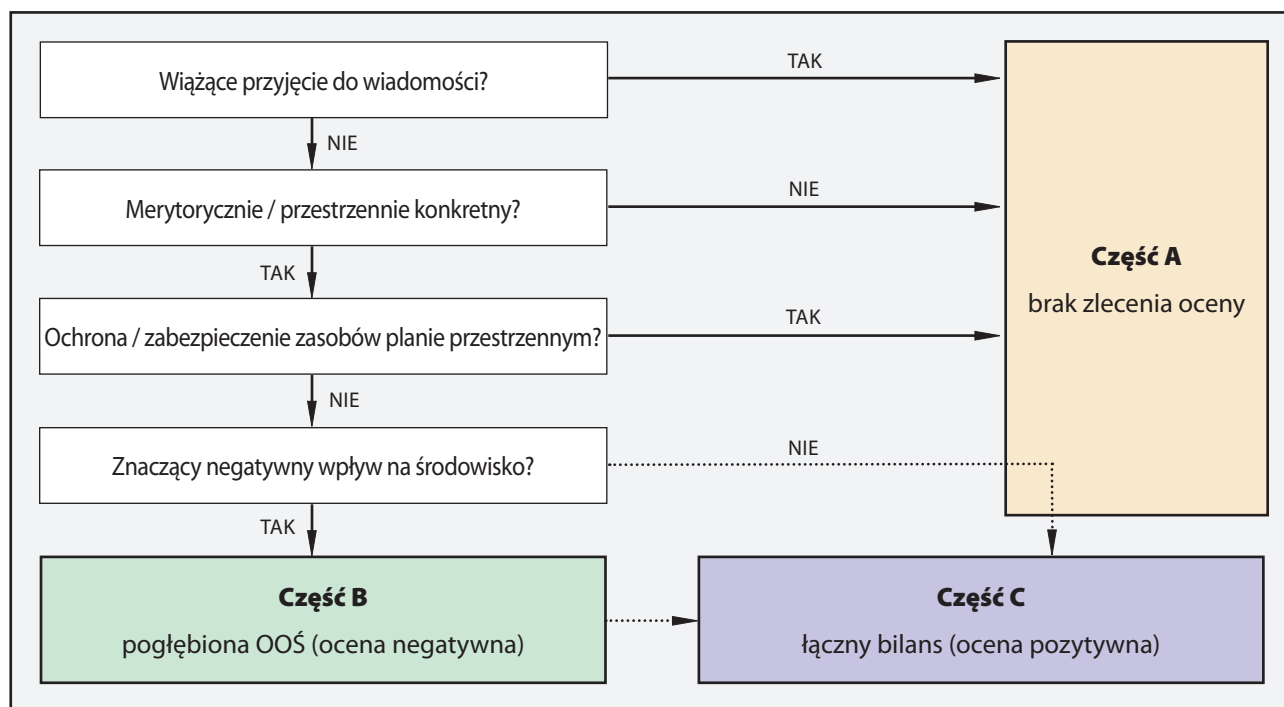 Wiążące przyjęcie do wiadomości?
TAK
NIE
Merytorycznie / przestrzennie konkretny?
NIE
TAK
Część A
brak zlecenia oceny
Ochrona / zabezpieczenie zasobów planie przestrzennym?
TAK
NIE
Znaczący negatywny wpływ na środowisko?
NIE
TAK
Część B
pogłębiona OOŚ (ocena negatywna)
Część C
łączny bilans (ocena pozytywna)